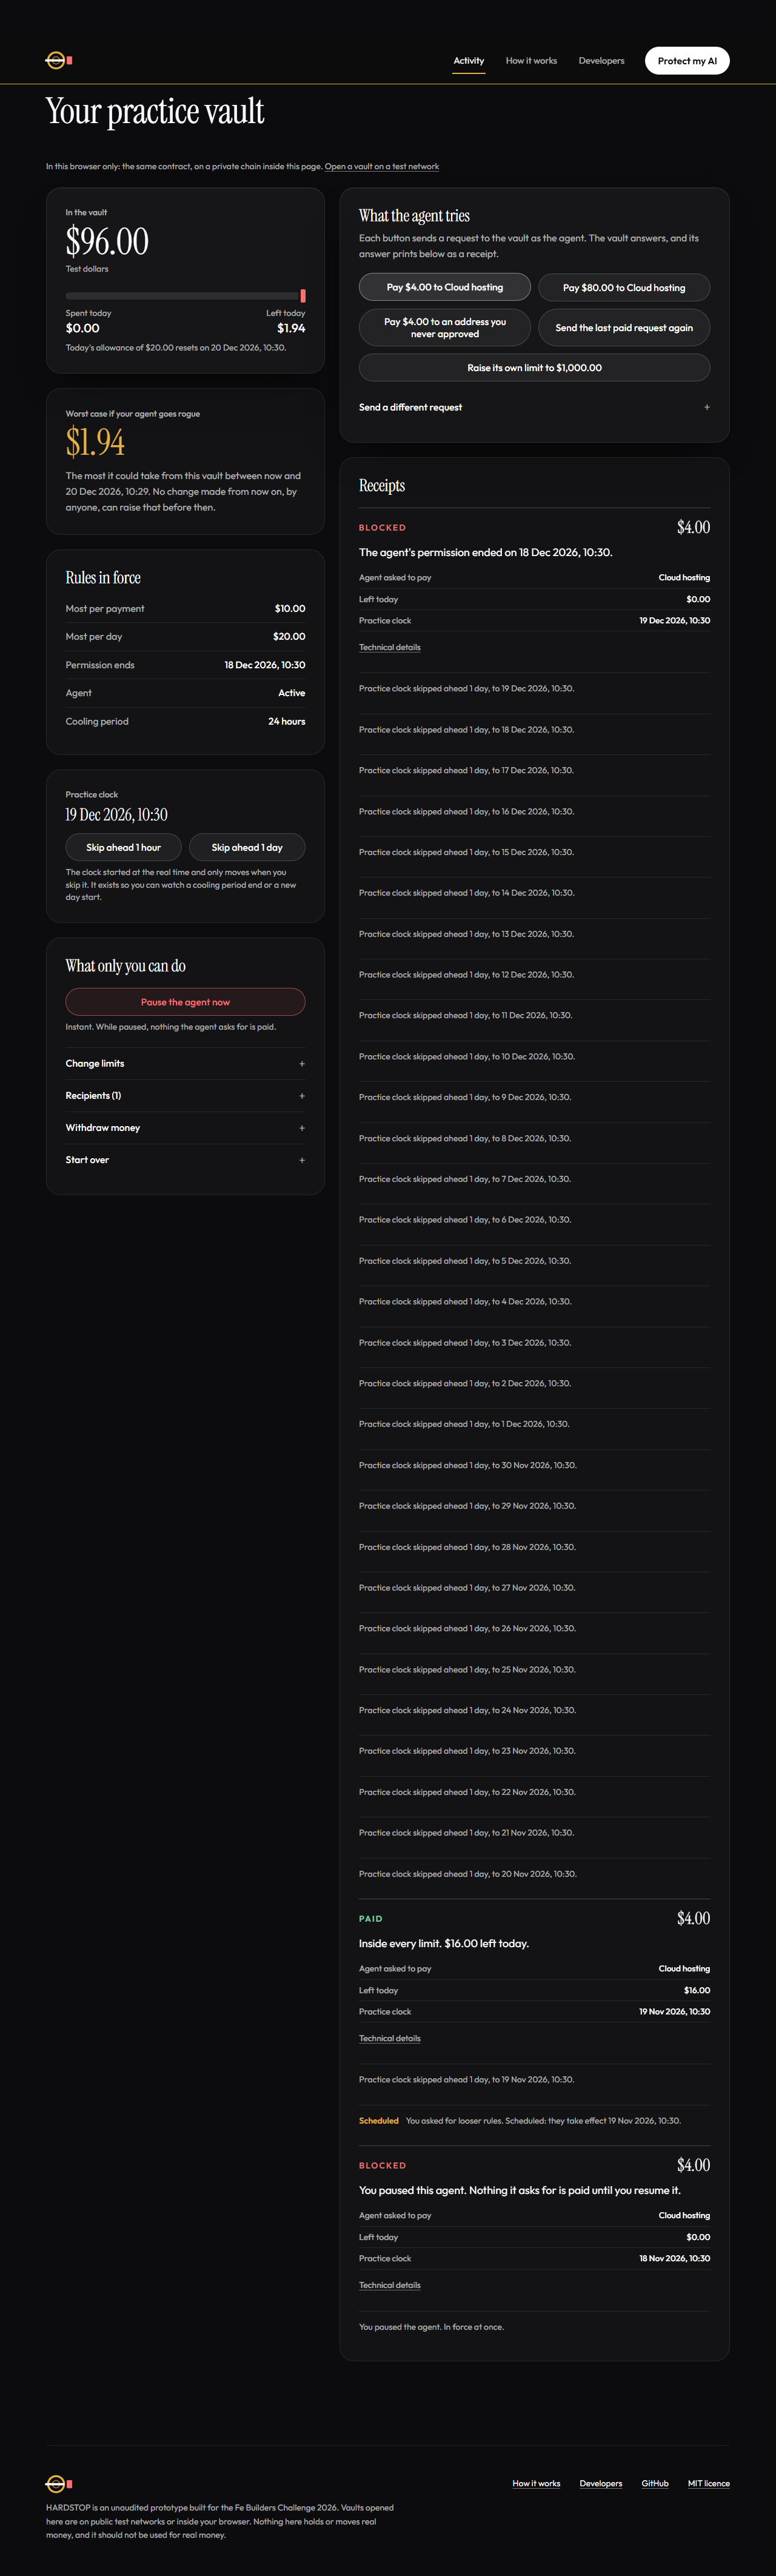 Activity
How it works
Developers
Protect my AI
Your practice vault
In this browser only: the same contract, on a private chain inside this page. Open a vault on a test network
In the vault
$96.00
Test dollars
Spent today
Left today
$0.00
$1.94
Today's allowance of $20.00 resets on 20 Dec 2026, 10:30.
Worst case if your agent goes rogue
$1.94
The most it could take from this vault between now and
20 Dec 2026, 10:29. No change made from now on, by
anyone, can raise that before then.
Rules in force
Most per payment
$10.00
Most per day
$20.00
Permission ends
18 Dec 2026, 10:30
Agent
Active
Cooling period
24 hours
Practice clock
19 Dec 2026, 10:30
Skip ahead 1 hour
Skip ahead 1 day
The clock started at the real time and only moves when you
skip it. It exists so you can watch a cooling period end or a new
day start.
What only you can do
Pause the agent now
Instant. While paused, nothing the agent asks for is paid.
Change limits
+
Recipients (1)
+
Withdraw money
+
Start over
+
What the agent tries
Each button sends a request to the vault as the agent. The vault answers, and its
answer prints below as a receipt.
Pay $4.00 to Cloud hosting
Pay $80.00 to Cloud hosting
Pay $4.00 to an address you
never approved
Send the last paid request again
Raise its own limit to $1,000.00
Send a different request
+
Receipts
BLOCKED
$4.00
The agent's permission ended on 18 Dec 2026, 10:30.
Agent asked to pay
Cloud hosting
Left today
$0.00
Practice clock
19 Dec 2026, 10:30
Technical details
Practice clock skipped ahead 1 day, to 19 Dec 2026, 10:30.
Practice clock skipped ahead 1 day, to 18 Dec 2026, 10:30.
Practice clock skipped ahead 1 day, to 17 Dec 2026, 10:30.
Practice clock skipped ahead 1 day, to 16 Dec 2026, 10:30.
Practice clock skipped ahead 1 day, to 15 Dec 2026, 10:30.
Practice clock skipped ahead 1 day, to 14 Dec 2026, 10:30.
Practice clock skipped ahead 1 day, to 13 Dec 2026, 10:30.
Practice clock skipped ahead 1 day, to 12 Dec 2026, 10:30.
Practice clock skipped ahead 1 day, to 11 Dec 2026, 10:30.
Practice clock skipped ahead 1 day, to 10 Dec 2026, 10:30.
Practice clock skipped ahead 1 day, to 9 Dec 2026, 10:30.
Practice clock skipped ahead 1 day, to 8 Dec 2026, 10:30.
Practice clock skipped ahead 1 day, to 7 Dec 2026, 10:30.
Practice clock skipped ahead 1 day, to 6 Dec 2026, 10:30.
Practice clock skipped ahead 1 day, to 5 Dec 2026, 10:30.
Practice clock skipped ahead 1 day, to 4 Dec 2026, 10:30.
Practice clock skipped ahead 1 day, to 3 Dec 2026, 10:30.
Practice clock skipped ahead 1 day, to 2 Dec 2026, 10:30.
Practice clock skipped ahead 1 day, to 1 Dec 2026, 10:30.
Practice clock skipped ahead 1 day, to 30 Nov 2026, 10:30.
Practice clock skipped ahead 1 day, to 29 Nov 2026, 10:30.
Practice clock skipped ahead 1 day, to 28 Nov 2026, 10:30.
Practice clock skipped ahead 1 day, to 27 Nov 2026, 10:30.
Practice clock skipped ahead 1 day, to 26 Nov 2026, 10:30.
Practice clock skipped ahead 1 day, to 25 Nov 2026, 10:30.
Practice clock skipped ahead 1 day, to 24 Nov 2026, 10:30.
Practice clock skipped ahead 1 day, to 23 Nov 2026, 10:30.
Practice clock skipped ahead 1 day, to 22 Nov 2026, 10:30.
Practice clock skipped ahead 1 day, to 21 Nov 2026, 10:30.
Practice clock skipped ahead 1 day, to 20 Nov 2026, 10:30.
PAID
$4.00
Inside every limit. $16.00 left today.
Agent asked to pay
Cloud hosting
Left today
$16.00
Practice clock
19 Nov 2026, 10:30
Technical details
Practice clock skipped ahead 1 day, to 19 Nov 2026, 10:30.
Scheduled You asked for looser rules. Scheduled: they take effect 19 Nov 2026, 10:30.
BLOCKED
$4.00
You paused this agent. Nothing it asks for is paid until you resume it.
Agent asked to pay
Cloud hosting
Left today
$0.00
Practice clock
18 Nov 2026, 10:30
Technical details
You paused the agent. In force at once.
How it works
Developers
GitHub
MIT licence
HARDSTOP is an unaudited prototype built for the Fe Builders Challenge 2026. Vaults opened
here are on public test networks or inside your browser. Nothing here holds or moves real
money, and it should not be used for real money.